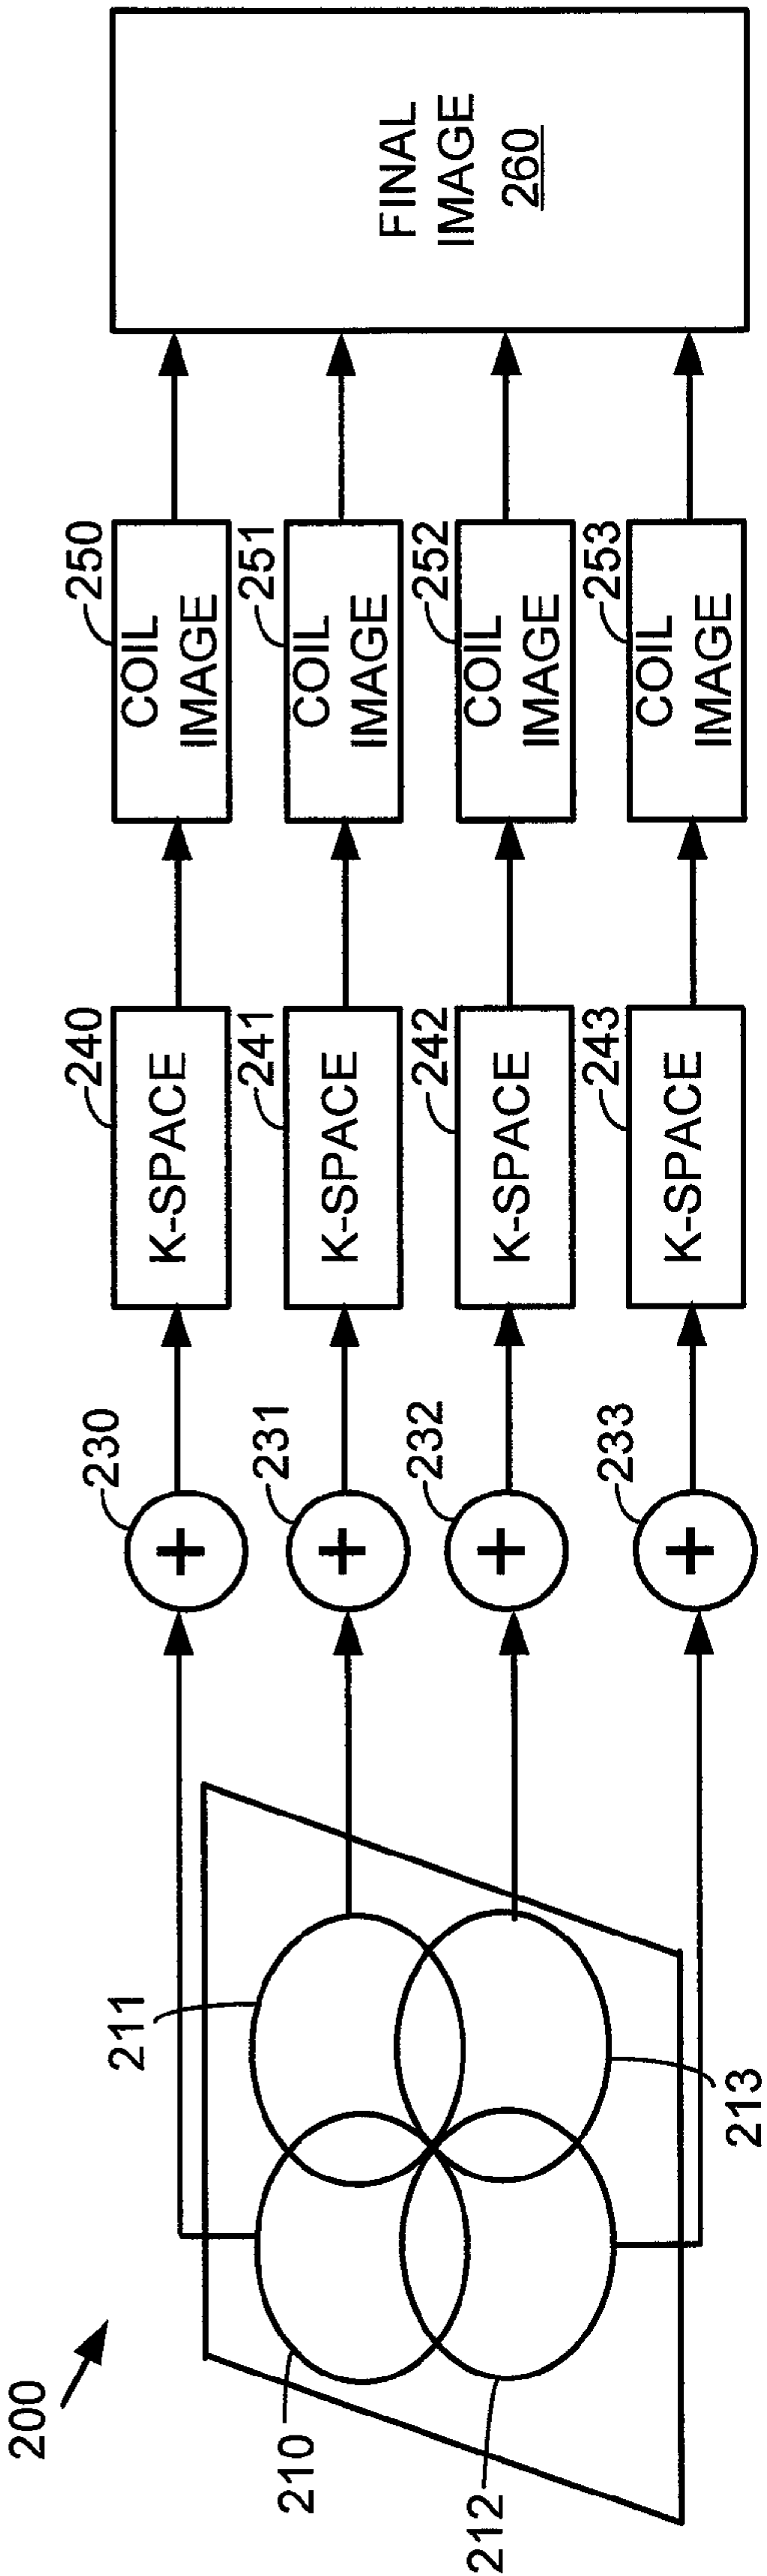 200
210
211
212
213
230
231
232
233
240
K-SPACE
241
K-SPACE
242
K-SPACE
243
K-SPACE
250
COIL
IMAGE
251
COIL
IMAGE
252
COIL
IMAGE
253
COIL
IMAGE
FINAL
IMAGE
260
+
+
+
+